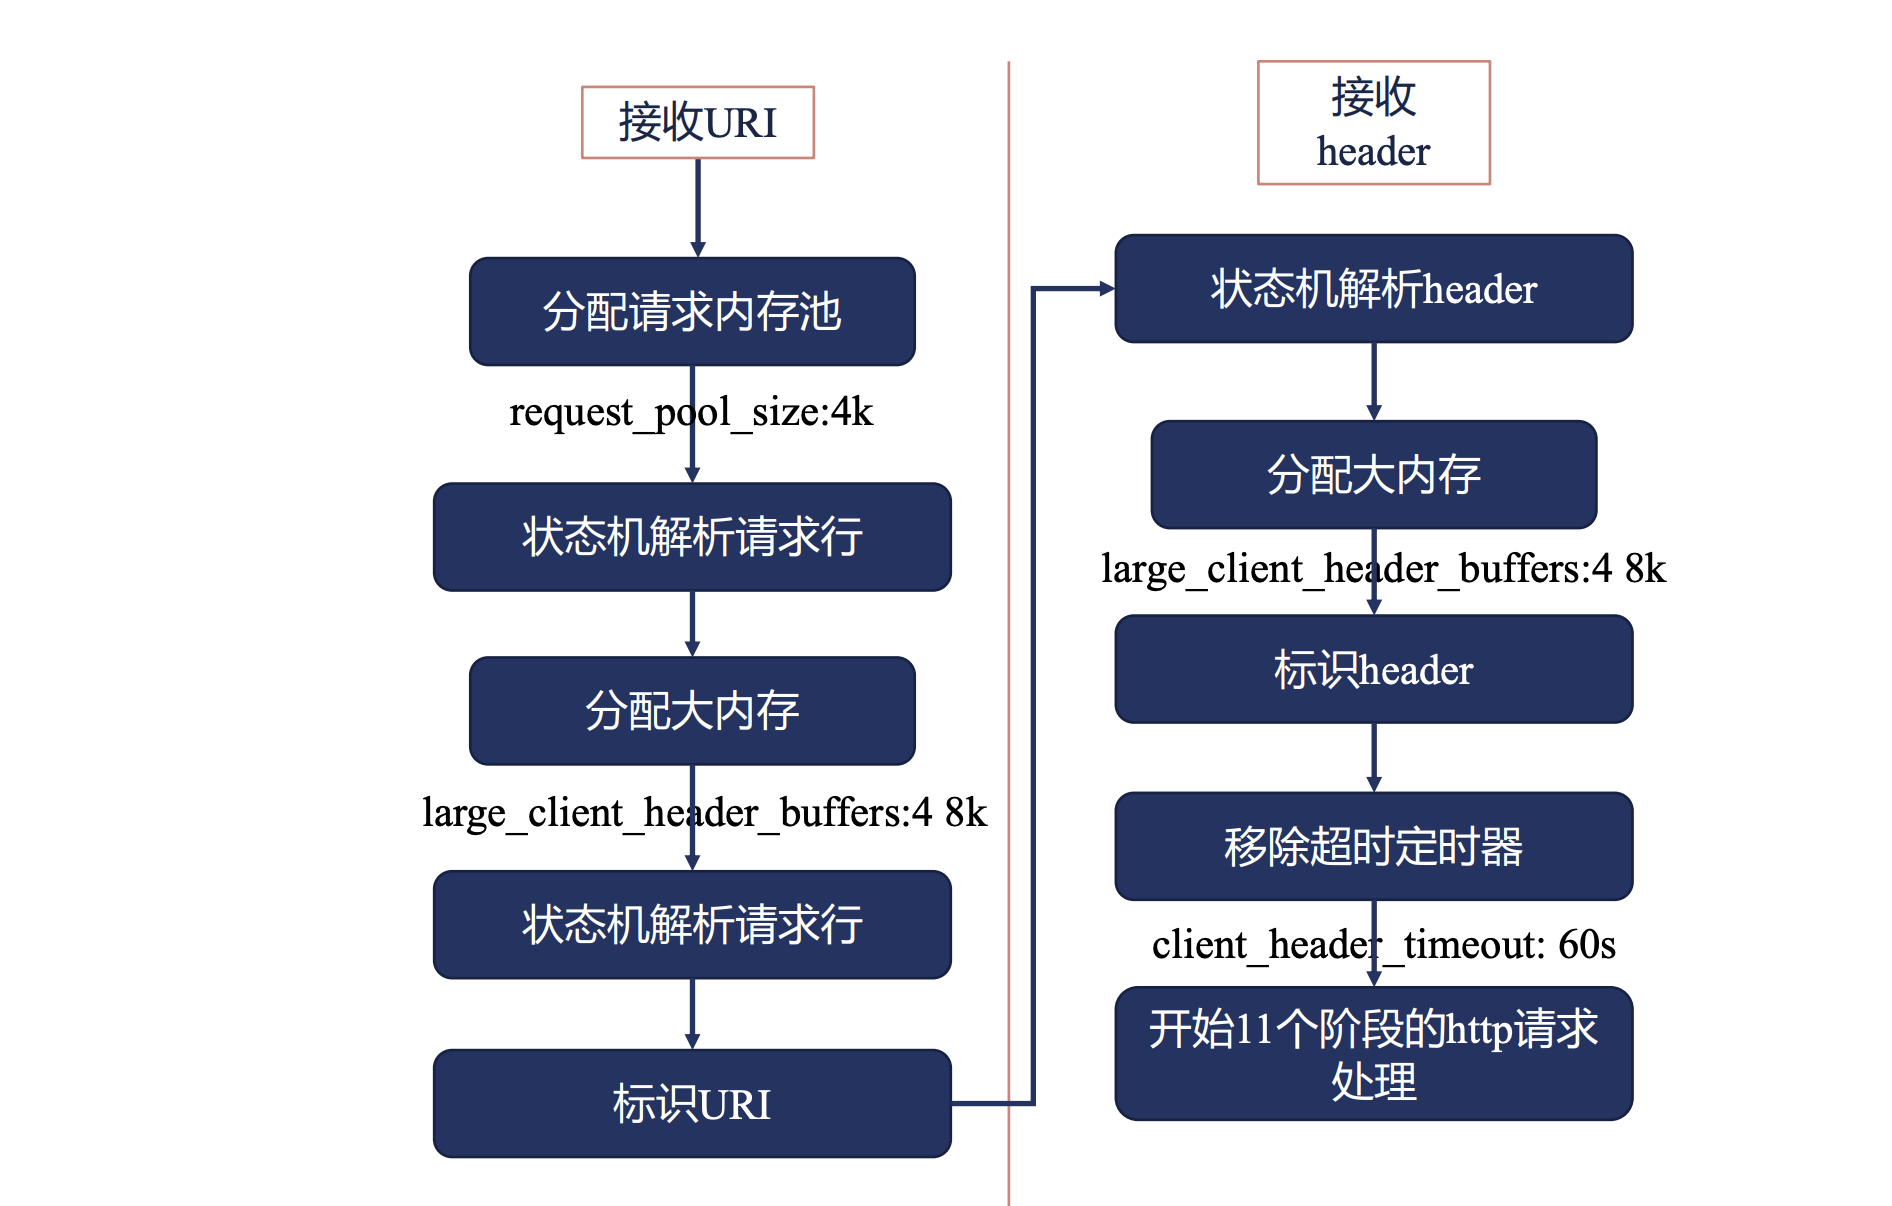 接收URI
分配请求内存池
request_pool_size:4k
状态机解析请求行
分配大内存
large_client_header_buffers:4 8k
状态机解析请求行
标识URI
接收
header
状态机解析header
分配大内存
large_client_header_buffers:4 8k
标识header
移除超时定时器
client_header_timeout: 60s
开始11个阶段的http请求
处理